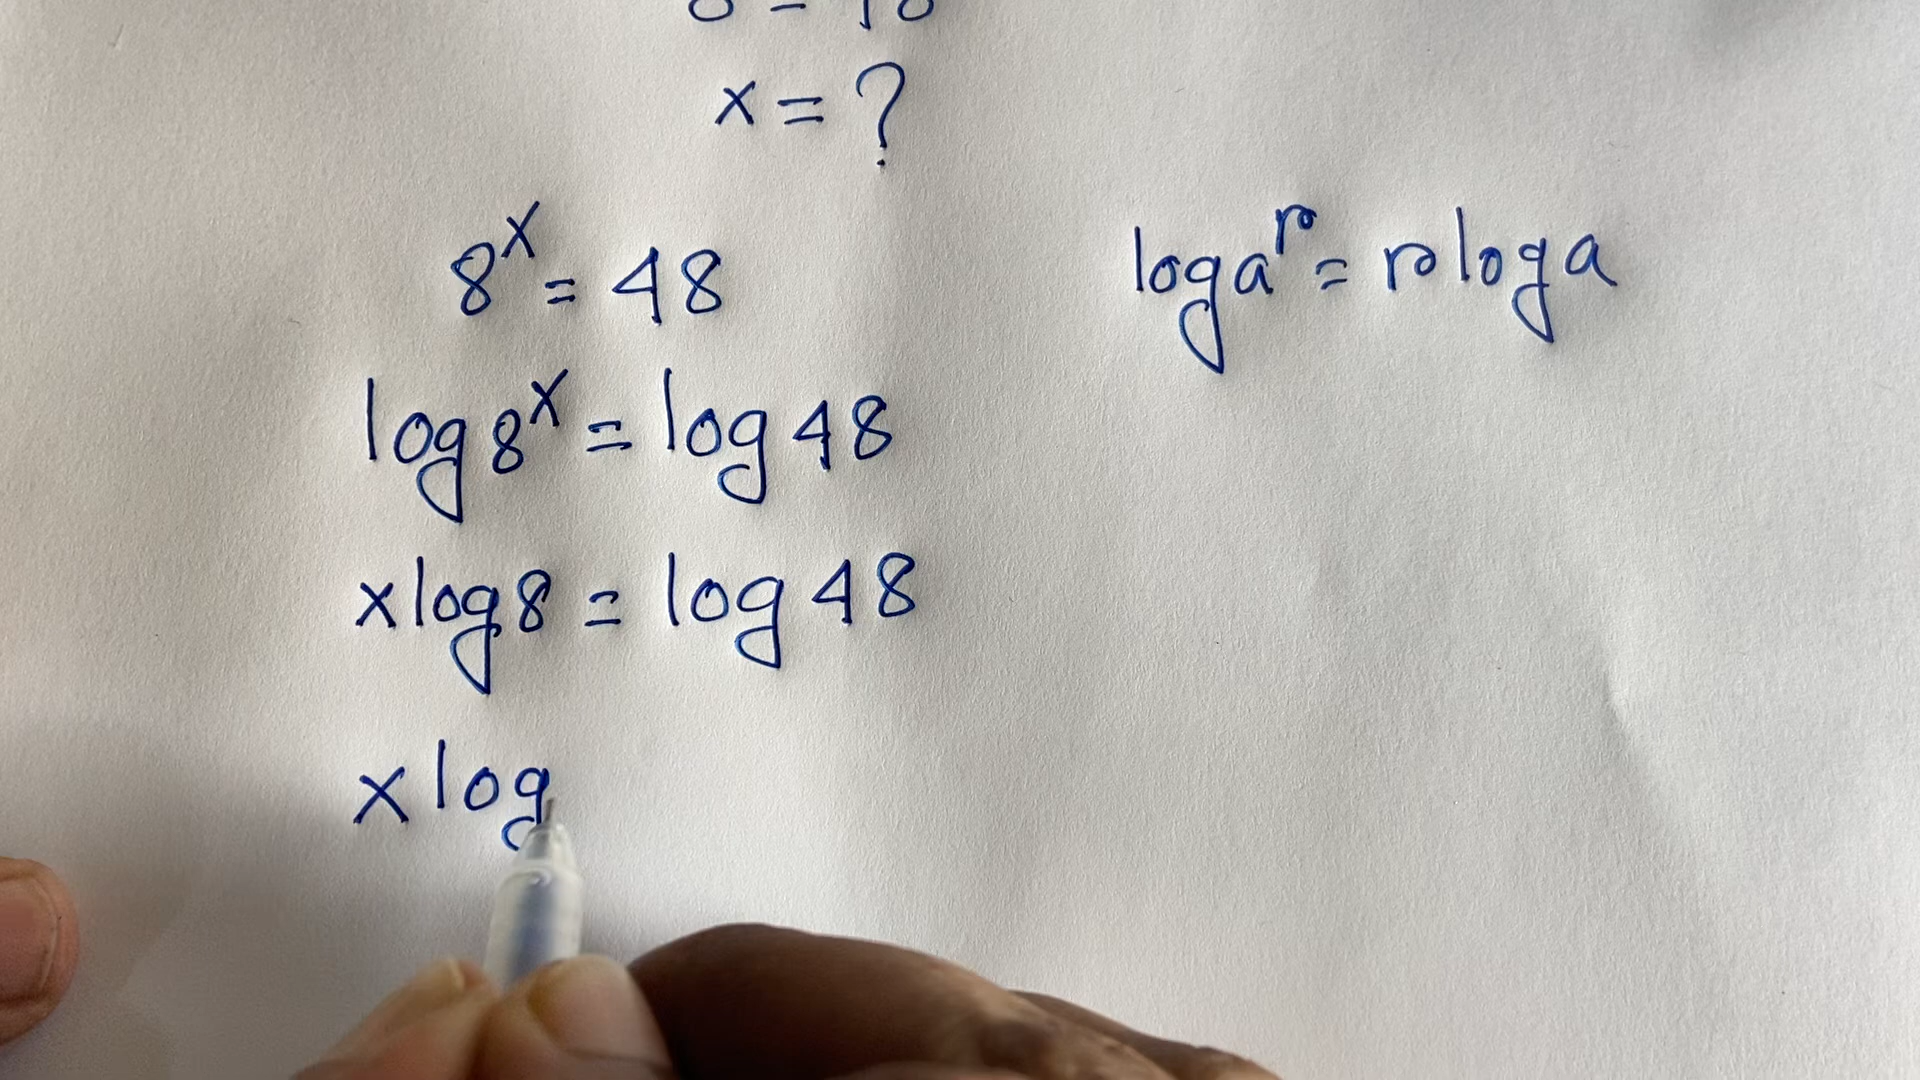 x = ?
8^x = 48
log a^r = r log a
log 8^x = log 48
x log 8 = log 48
x log